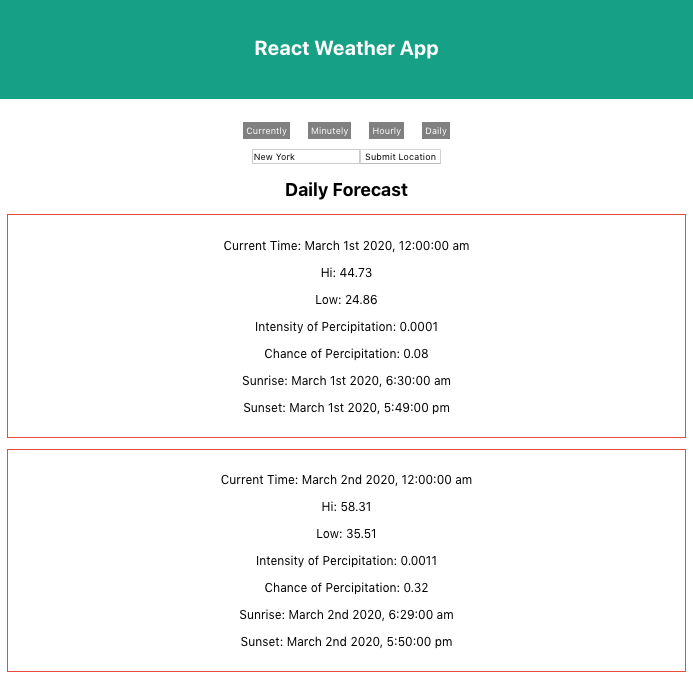 React Weather App
Currently Minutely Hourly Daily
New York Submit Location
Daily Forecast
Current Time: March 1st 2020, 12:00:00 am
Hi: 44.73
Low: 24.86
Intensity of Percipitation: 0.0001
Chance of Percipitation: 0.08
Sunrise: March 1st 2020, 6:30:00 am
Sunset: March 1st 2020, 5:49:00 pm
Current Time: March 2nd 2020, 12:00:00 am
Hi: 58.31
Low: 35.51
Intensity of Percipitation: 0.0011
Chance of Percipitation: 0.32
Sunrise: March 2nd 2020, 6:29:00 am
Sunset: March 2nd 2020, 5:50:00 pm